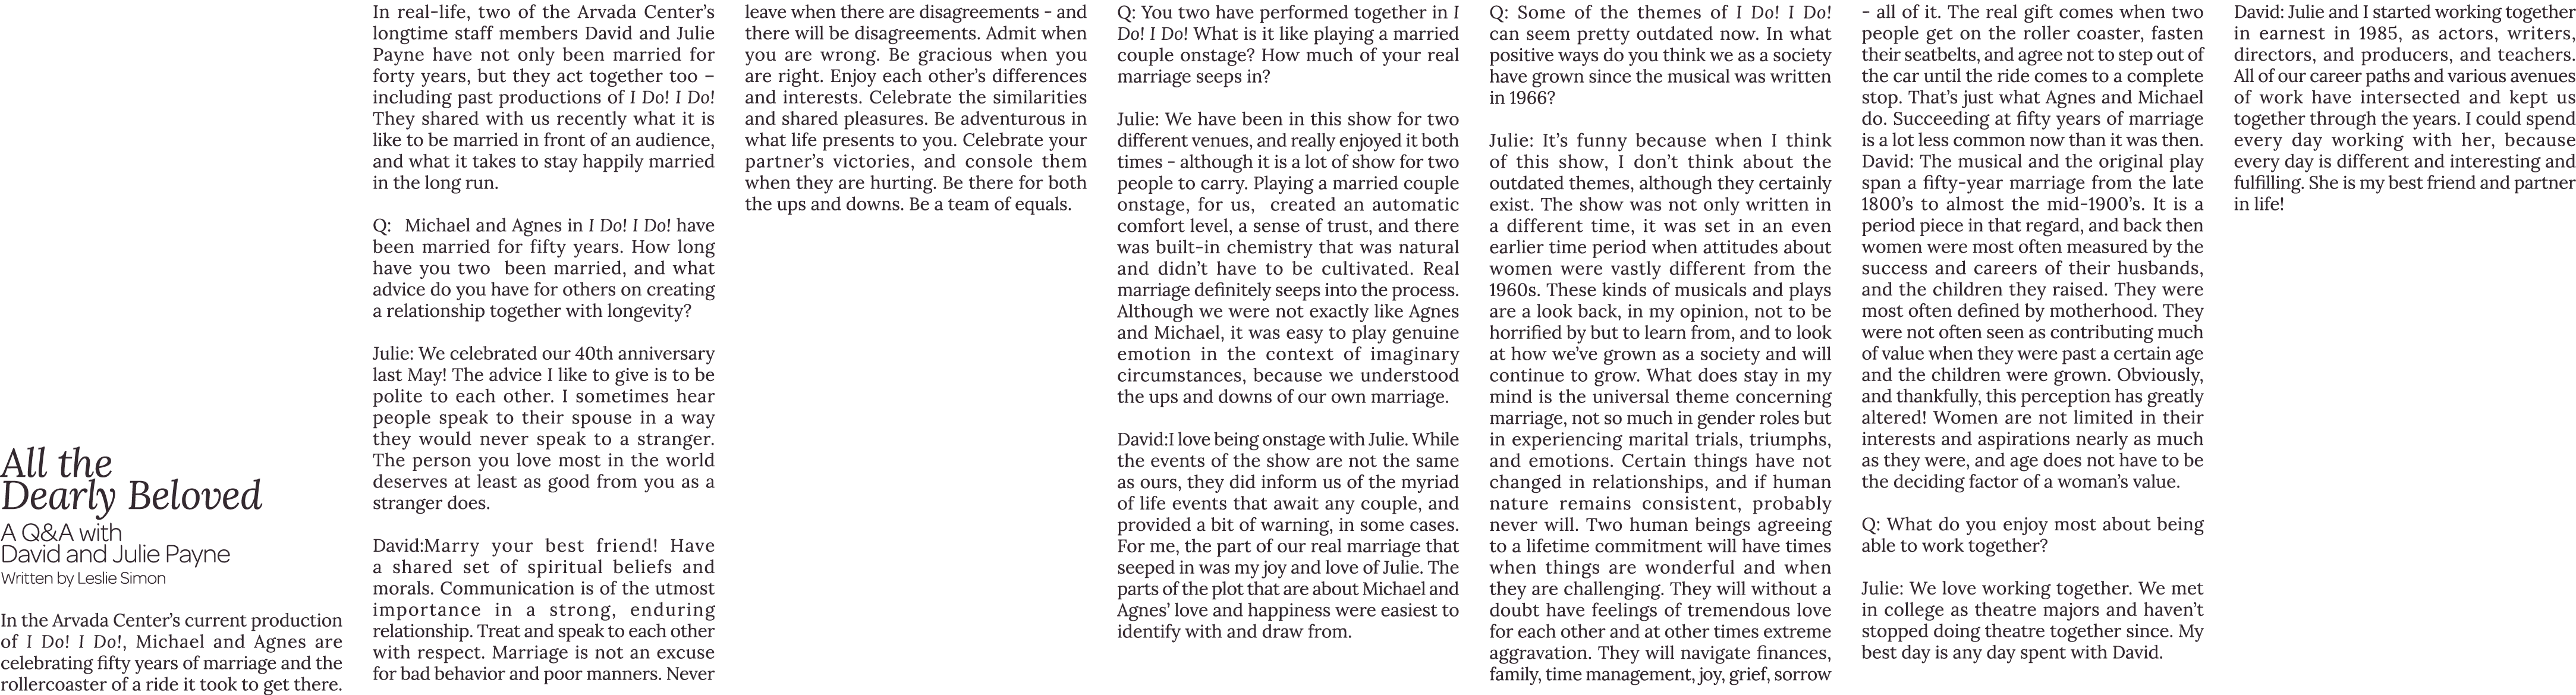 All the
Dearly Beloved
A Q&A with
David and Julie Payne
Written by Leslie Simon
In the Arvada Center's current production
of I Do! I Do!, Michael and Agnes are
celebrating fifty years of marriage and the
rollercoaster of a ride it took to get there.
In real-life, two of the Arvada Center's
longtime staff members David and Julie
Payne have not only been married for
forty years, but they act together too –
including past productions of I Do! I Do!
They shared with us recently what it is
like to be married in front of an audience,
and what it takes to stay happily married
in the long run.
Q:  Michael and Agnes in I Do! I Do! have
been married for fifty years. How long
have you two  been married, and what
advice do you have for others on creating
a relationship together with longevity?
Julie: We celebrated our 40th anniversary
last May! The advice I like to give is to be
polite to each other. I sometimes hear
people speak to their spouse in a way
they would never speak to a stranger.
The person you love most in the world
deserves at least as good from you as a
stranger does.
David:Marry your best friend! Have
a shared set of spiritual beliefs and
morals. Communication is of the utmost
importance in a strong, enduring
relationship. Treat and speak to each other
with respect. Marriage is not an excuse
for bad behavior and poor manners. Never
leave when there are disagreements - and
there will be disagreements. Admit when
you are wrong. Be gracious when you
are right. Enjoy each other's differences
and interests. Celebrate the similarities
and shared pleasures. Be adventurous in
what life presents to you. Celebrate your
partner's victories, and console them
when they are hurting. Be there for both
the ups and downs. Be a team of equals.
Q: You two have performed together in I
Do! I Do! What is it like playing a married
couple onstage? How much of your real
marriage seeps in?
Julie: We have been in this show for two
different venues, and really enjoyed it both
times - although it is a lot of show for two
people to carry. Playing a married couple
onstage, for us,  created an automatic
comfort level, a sense of trust, and there
was built-in chemistry that was natural
and didn't have to be cultivated. Real
marriage definitely seeps into the process.
Although we were not exactly like Agnes
and Michael, it was easy to play genuine
emotion in the context of imaginary
circumstances, because we understood
the ups and downs of our own marriage.
David:I love being onstage with Julie. While
the events of the show are not the same
as ours, they did inform us of the myriad
of life events that await any couple, and
provided a bit of warning, in some cases.
For me, the part of our real marriage that
seeped in was my joy and love of Julie. The
parts of the plot that are about Michael and
Agnes' love and happiness were easiest to
identify with and draw from.
Q: Some of the themes of I Do! I Do!
can seem pretty outdated now. In what
positive ways do you think we as a society
have grown since the musical was written
in 1966?
Julie: It's funny because when I think
of this show, I don't think about the
outdated themes, although they certainly
exist. The show was not only written in
a different time, it was set in an even
earlier time period when attitudes about
women were vastly different from the
1960s. These kinds of musicals and plays
are a look back, in my opinion, not to be
horrified by but to learn from, and to look
at how we've grown as a society and will
continue to grow. What does stay in my
mind is the universal theme concerning
marriage, not so much in gender roles but
in experiencing marital trials, triumphs,
and emotions. Certain things have not
changed in relationships, and if human
nature remains consistent, probably
never will. Two human beings agreeing
to a lifetime commitment will have times
when things are wonderful and when
they are challenging. They will without a
doubt have feelings of tremendous love
for each other and at other times extreme
aggravation. They will navigate finances,
family, time management, joy, grief, sorrow
- all of it. The real gift comes when two
people get on the roller coaster, fasten
their seatbelts, and agree not to step out of
the car until the ride comes to a complete
stop. That's just what Agnes and Michael
do. Succeeding at fifty years of marriage
is a lot less common now than it was then.
David: The musical and the original play
span a fifty-year marriage from the late
1800's to almost the mid-1900's. It is a
period piece in that regard, and back then
women were most often measured by the
success and careers of their husbands,
and the children they raised. They were
most often defined by motherhood. They
were not often seen as contributing much
of value when they were past a certain age
and the children were grown. Obviously,
and thankfully, this perception has greatly
altered! Women are not limited in their
interests and aspirations nearly as much
as they were, and age does not have to be
the deciding factor of a woman's value.
Q: What do you enjoy most about being
able to work together?
Julie: We love working together. We met
in college as theatre majors and haven't
stopped doing theatre together since. My
best day is any day spent with David.
David: Julie and I started working together
in earnest in 1985, as actors, writers,
directors, and producers, and teachers.
All of our career paths and various avenues
of work have intersected and kept us
together through the years. I could spend
every day working with her, because
every day is different and interesting and
fulfilling. She is my best friend and partner
in life!